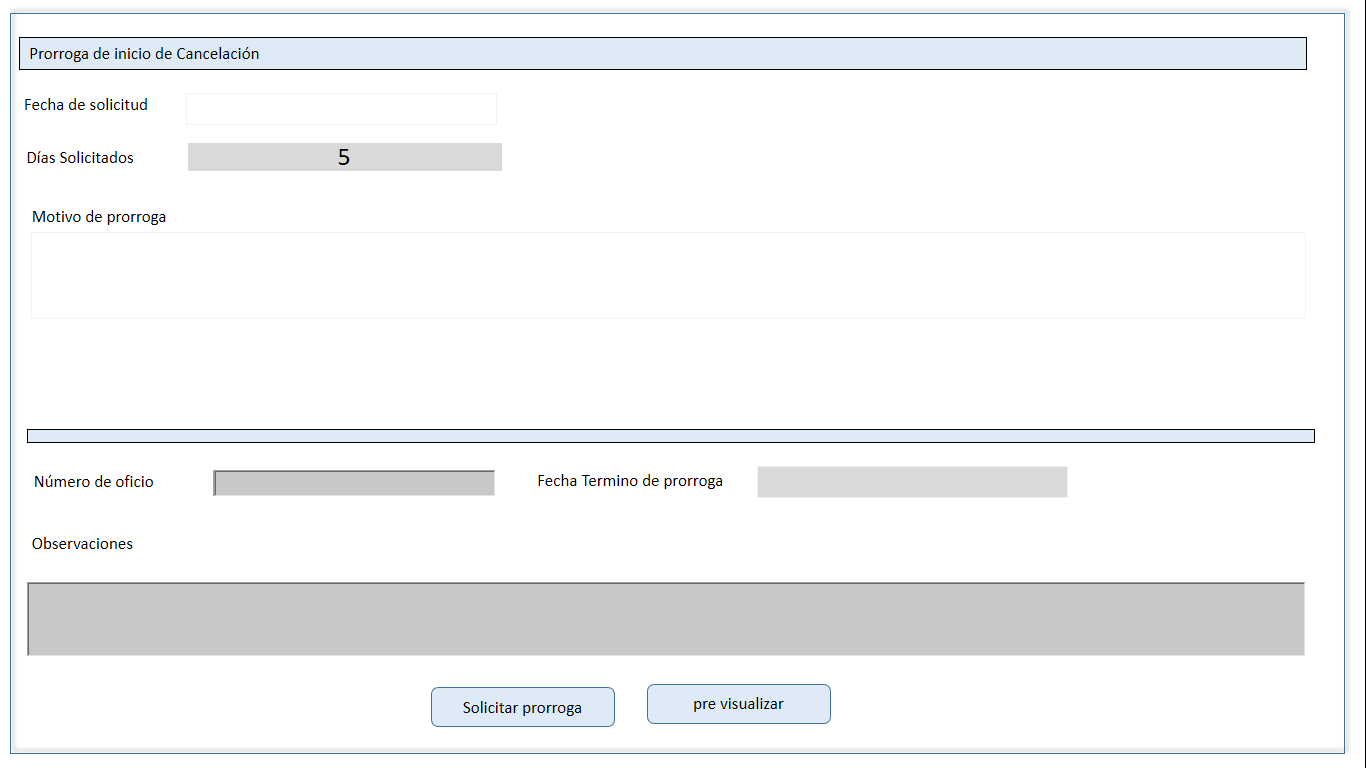 Prorroga de inicio de Cancelación
Fecha de solicitud
Días Solicitados 5
Motivo de prorroga
Número de oficio Fecha Termino de prorroga
Observaciones
Solicitar prorroga pre visualizar